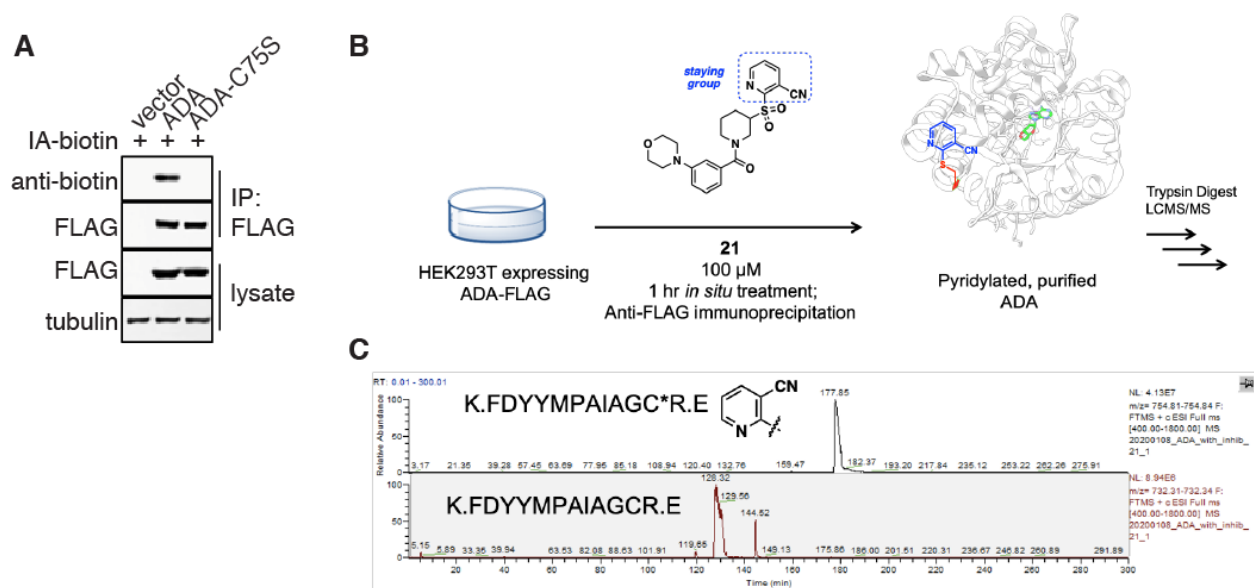 A
vector
ADA
ADA-C75S
IA-biotin + + +
anti-biotin
FLAG
IP:
FLAG
FLAG
tubulin
lysate
B
staying
group
N
CN
S
O
O
N
O
N
O
HEK293T expressing
ADA-FLAG
21
100 µM
1 hr in situ treatment;
Anti-FLAG immunoprecipitation
N
CN
S
Pyridylated, purified
ADA
Trypsin Digest
LCMS/MS
C
RT: 0.01 - 300.01
K.FDYYMPAIAGC*R.E
CN
N
Relative Abundance
100
50
0
3.17 21.35 39.28 57.45 63.69 77.95 85.18 108.94 120.40 132.76 159.47 177.85 182.37 193.20 217.84 235.12 253.22 262.26 275.91
NL: 4.13E7
m/z= 754.81-754.84 F:
FTMS + c ESI Full ms
[400.00-1800.00] MS
20200108_ADA_with_inhib_
21_1
K.FDYYMPAIAGCR.E
100
50
0
5.15 5.89 33.35 39.94 63.53 82.08 88.63 101.91 119.65 128.32 129.56 144.52 149.13 175.86 186.00 201.51 220.31 236.67 246.82 260.89 291.89
NL: 8.94E6
m/z= 732.31-732.34 F:
FTMS + c ESI Full ms
[400.00-1800.00] MS
20200108_ADA_with_inhib_
21_1
20 40 60 80 100 120 140 160 180 200 220 240 260 280 300
Time (min)